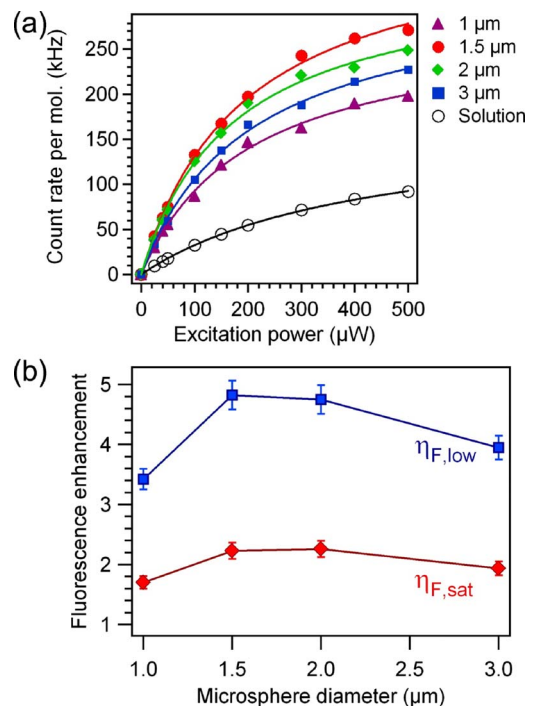 (a)
Count rate per mol. (kHz)
250
200
150
100
50
0
1 µm
1.5 µm
2 µm
3 µm
Solution
0
100
200
300
400
500
Excitation power (µW)
(b)
Fluorescence enhancement
5
4
3
2
1
ηF,low
ηF,sat
1.0
1.5
2.0
2.5
3.0
Microsphere diameter (µm)